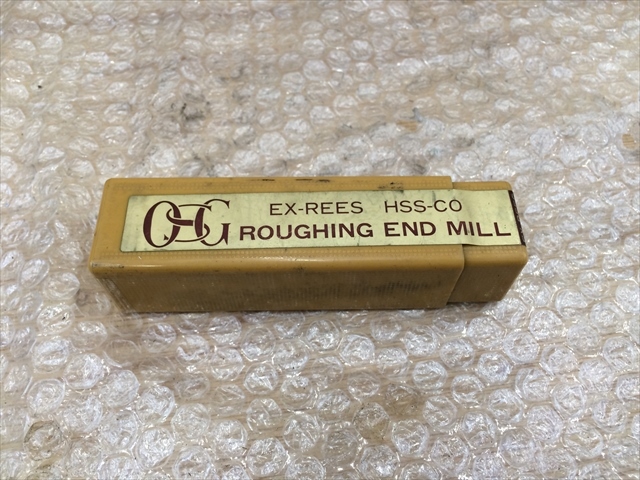 OSG
EX-REES HSS-CO
ROUGHING END MILL